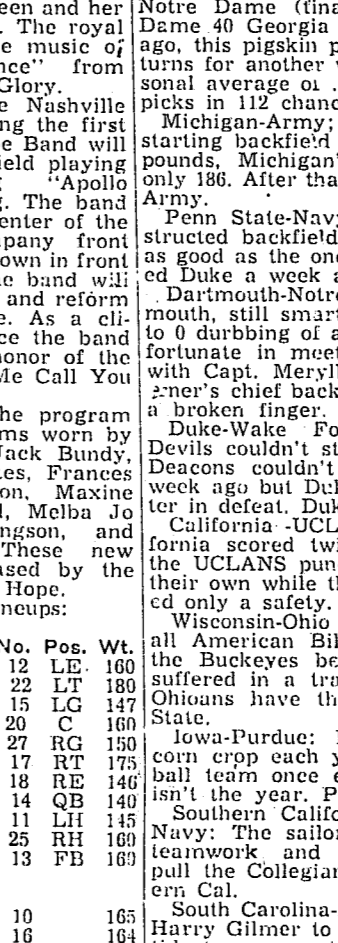 een and her
. The royal
e music of
nce" from
Glory.
e Nashville
ng the first
e Band will
ield playing
"Apollo
g. The band
enter of the
pany front
own in front
e band will
and reform
e. As a cli-
ce the band
honor of the
Me Call You
he program
ms worn by
Jack Bundy,
les, Frances
on, Maxine
l, Melba Jo
ngson, and
These new
ased by the
Hope.
neups:
No. Pos. Wt.
12 LE 160
22 LT 180
15 LG 147
20 C 160
27 RG 150
17 RT 175
18 RE 146
14 QB 140
11 LH 145
25 RH 160
13 FB 160
10 165
16 164
Notre Dame (fina
Dame 40 Georgia
ago, this pigskin p
turns for another
sonal average of
picks in 112 chanc
Michigan-Army;
starting backfield
pounds, Michigan'
only 186. After tha
Army.
Penn State-Navy
structed backfield
as good as the one
ed Duke a week a
Dartmouth-Notre
mouth, still smart
to 0 durbbing of a
fortunate in meet
with Capt. Meryll
erner's chief back
a broken finger.
Duke-Wake Fo
Devils couldn't st
Deacons couldn't
week ago but Duk
ter in defeat. Duk
California -UCLA
fornia scored twi
the UCLANS pun
their own while th
ed only a safety.
Wisconsin-Ohio
all American Bil
the Buckeyes be
suffered in a tra
Ohioans have th
State.
Iowa-Purdue:
corn crop each y
ball team once e
isn't the year. P
Southern Califo
Navy: The sailor
teamwork and
pull the Collegian
ern Cal.
South Carolina-
Harry Gilmer to